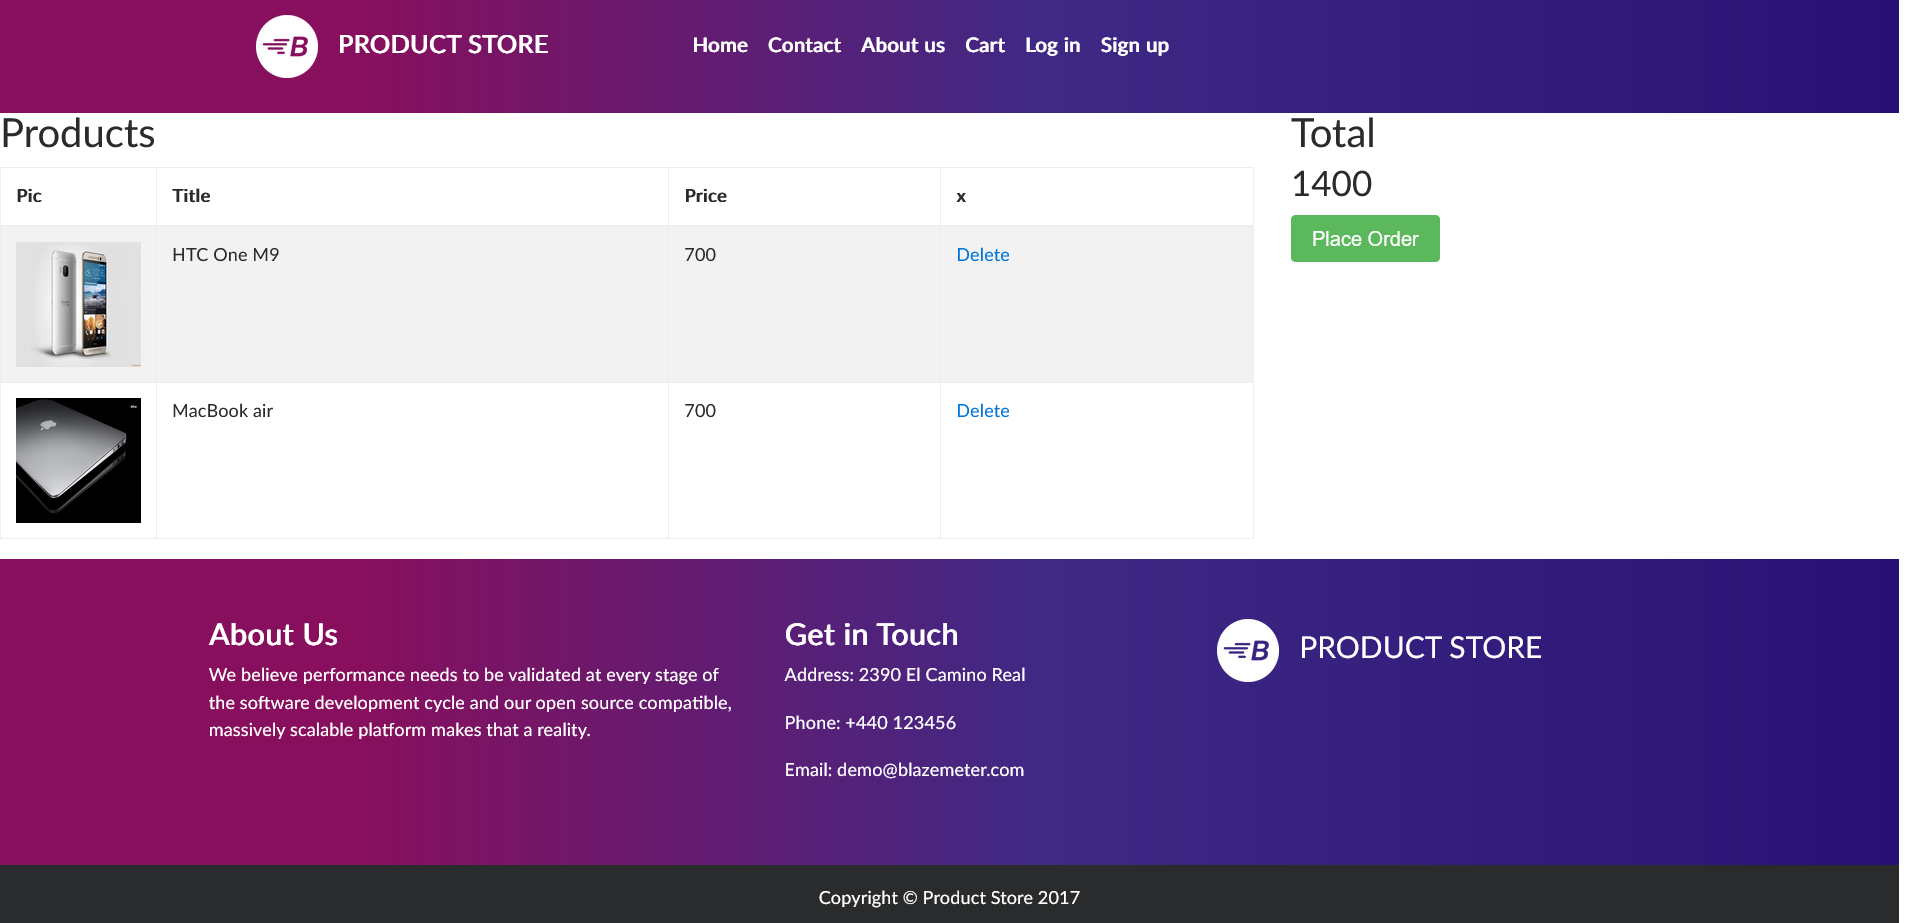 B PRODUCT STORE Home Contact About us Cart Log in Sign up
Products
Total
1400
Place Order
Pic Title Price x
HTC One M9 700 Delete
MacBook air 700 Delete
About Us
We believe performance needs to be validated at every stage of
the software development cycle and our open source compatible,
massively scalable platform makes that a reality.
Get in Touch
Address: 2390 El Camino Real
Phone: +440 123456
Email: demo@blazemeter.com
B PRODUCT STORE
Copyright © Product Store 2017